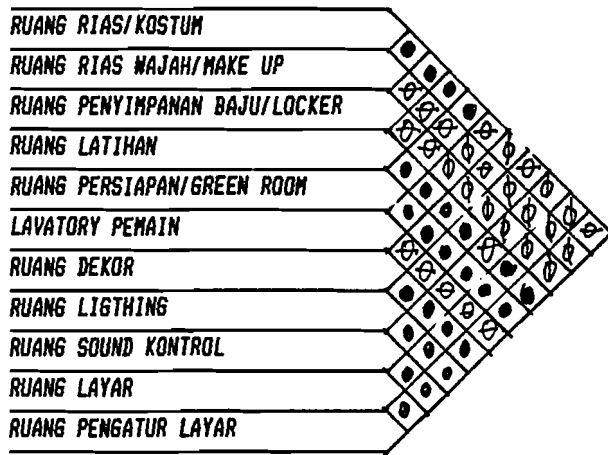 RUANG RIAS/KOSTUM
RUANG RIAS WAJAH/MAKE UP
RUANG PENYIMPANAN BAJU/LOCKER
RUANG LATIHAN
RUANG PERSIAPAN/GREEN ROOM
LAVATORY PEMAIN
RUANG DEKOR
RUANG LIGTHING
RUANG SOUND KONTROL
RUANG LAYAR
RUANG PENGATUR LAYAR